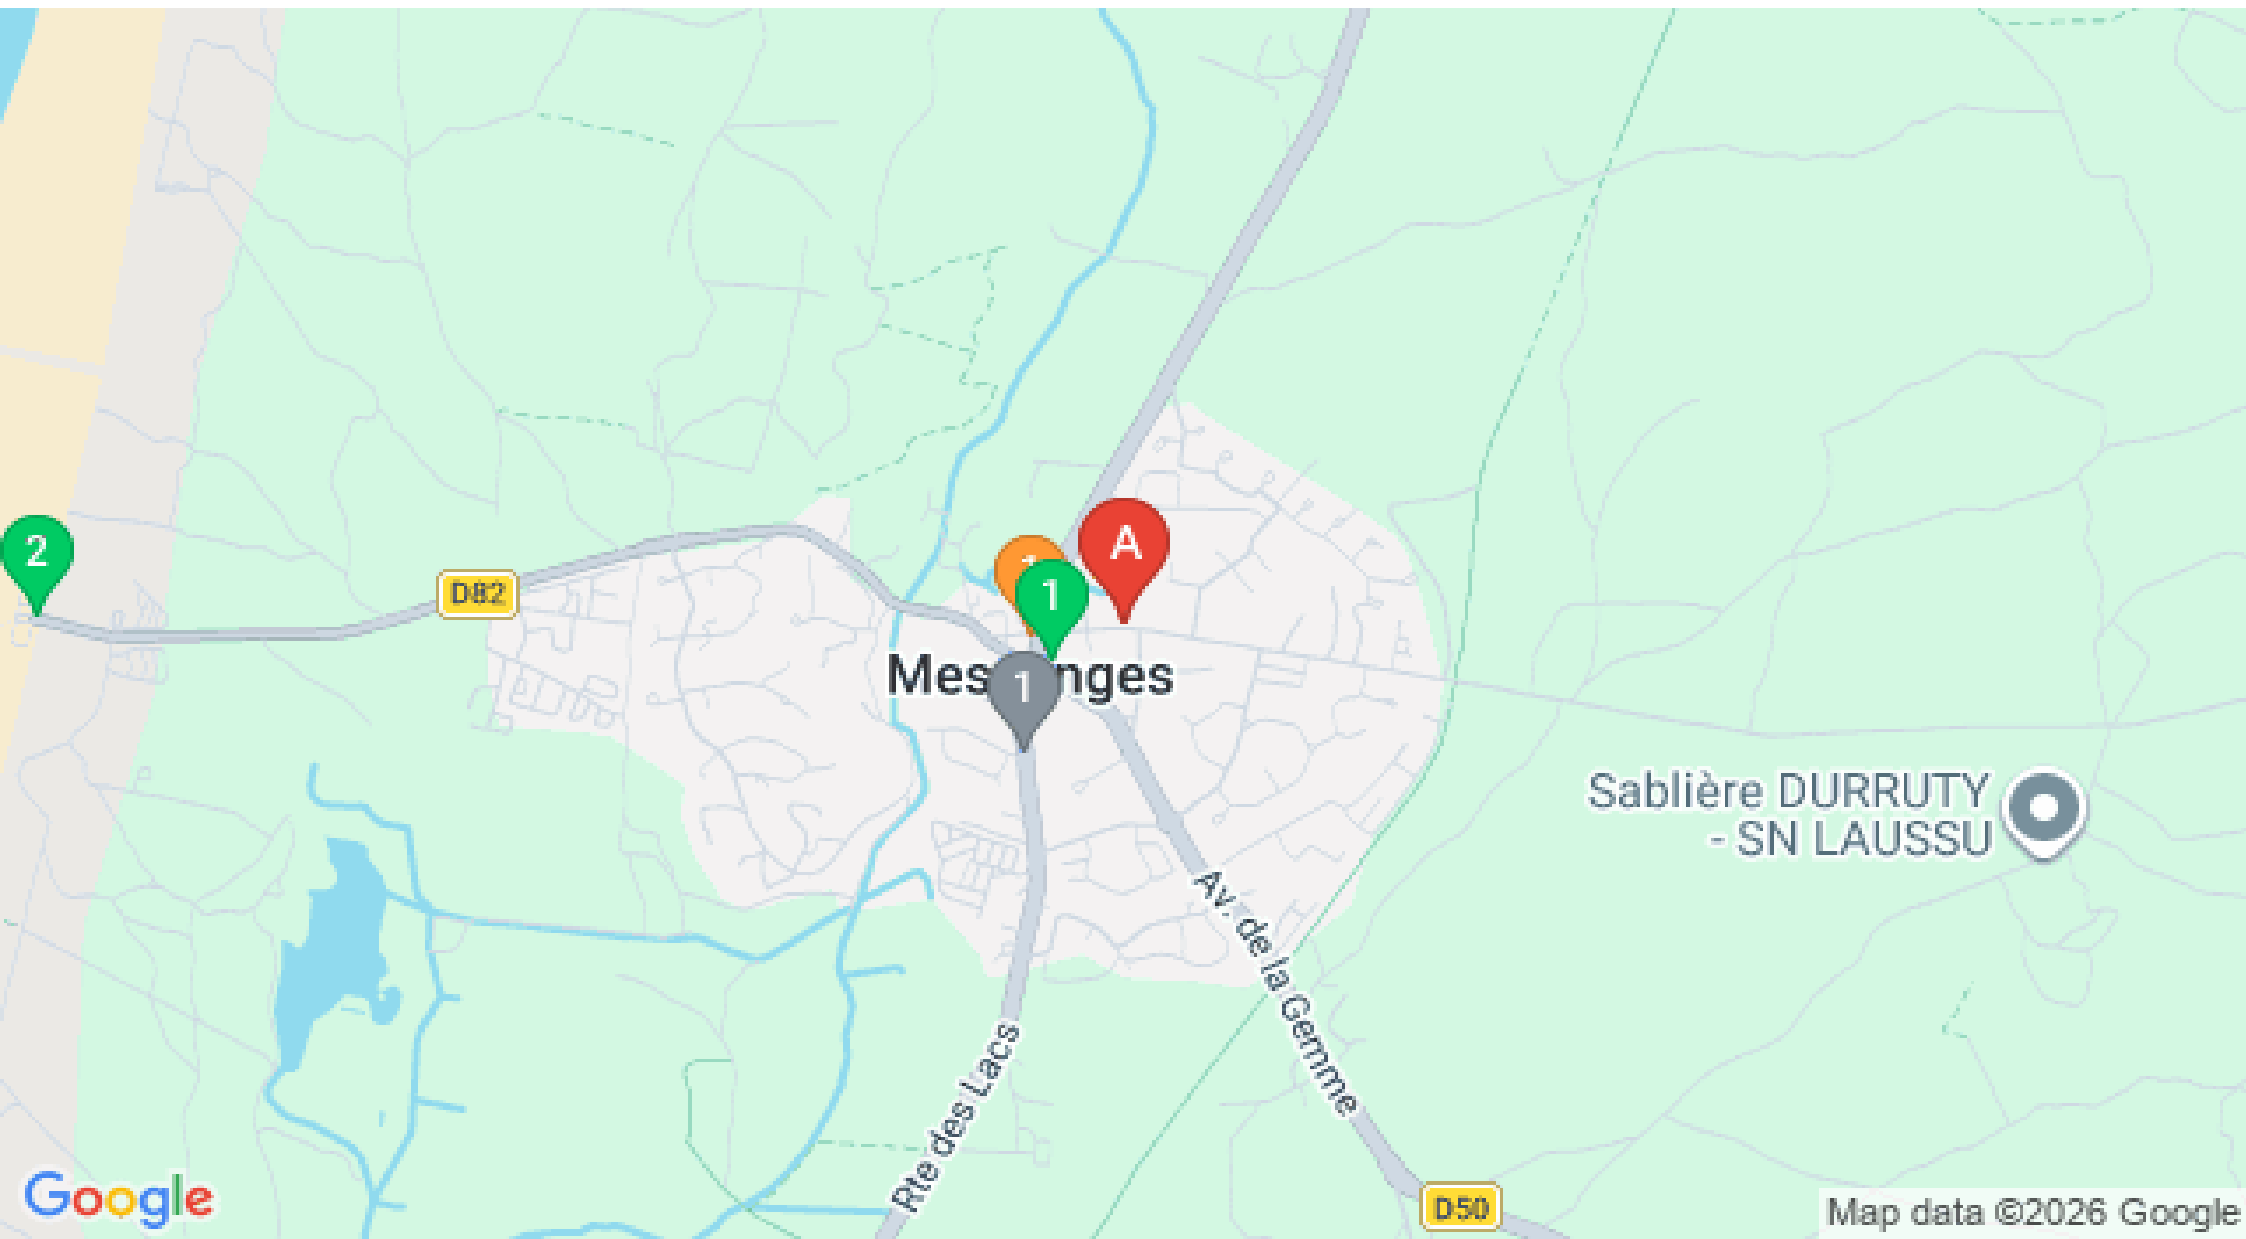 A
1
1
2
D82
Mes nges
1
Sablière DURRUTY
- SN LAUSSU
Av. de la Gemme
Rte des Lacs
D50
Google
Map data ©2026 Google